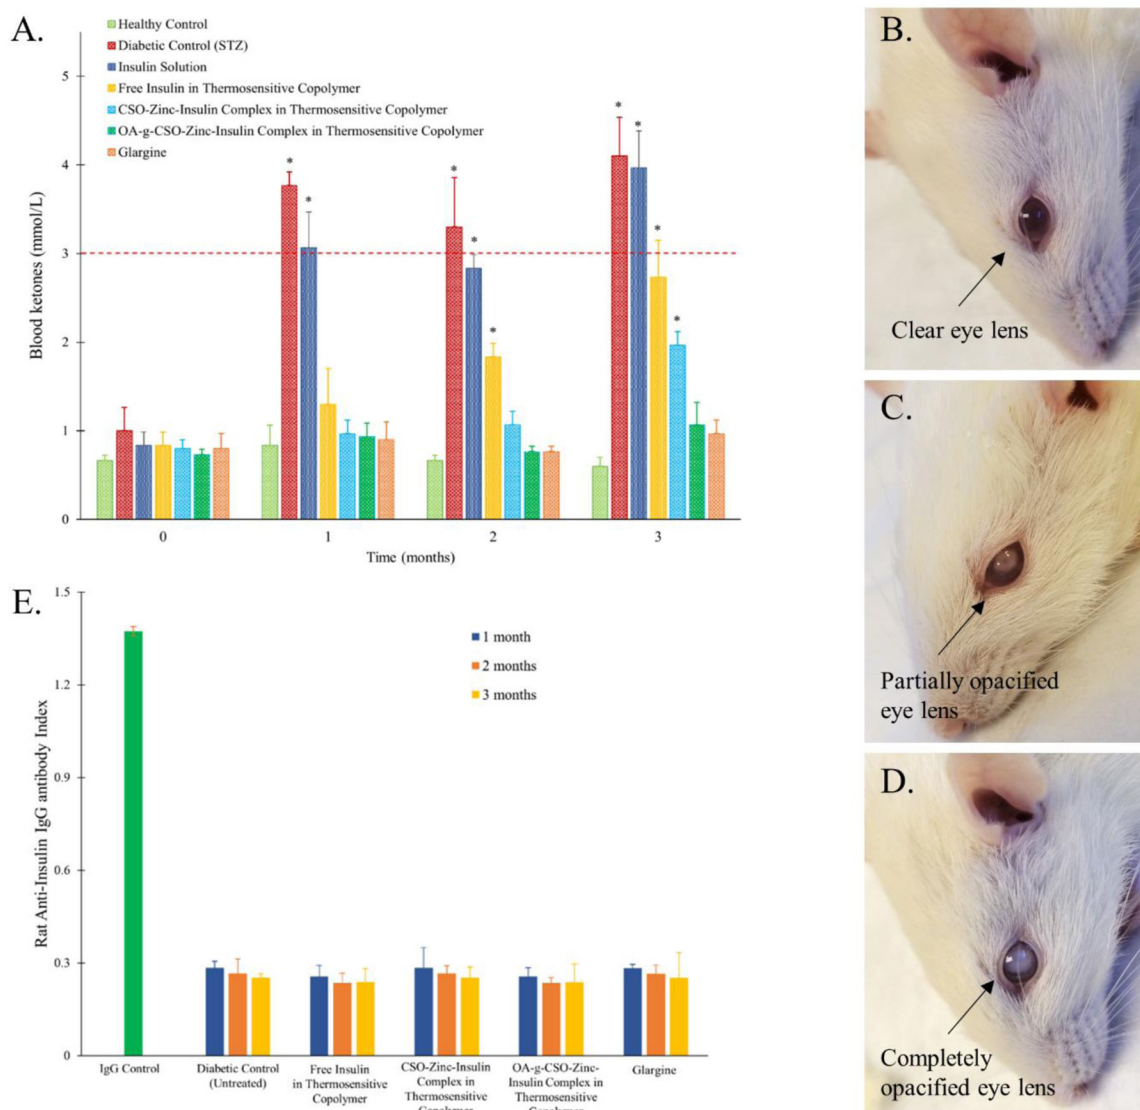 A.
Healthy Control
Diabetic Control (STZ)
Insulin Solution
Free Insulin in Thermosensitive Copolymer
CSO-Zinc-Insulin Complex in Thermosensitive Copolymer
OA-g-CSO-Zinc-Insulin Complex in Thermosensitive Copolymer
Glargine
Blood ketones (mmol/L)
5
4
3
2
1
0
* * * * * * * * *
0 1 2 3
Time (months)
B.
Clear eye lens
C.
Partially opacified
eye lens
D.
Completely
opacified eye lens
E.
Rat Anti-Insulin IgG antibody Index
1.5
1.2
0.9
0.6
0.3
0
1 month
2 months
3 months
IgG Control
Diabetic Control
(Untreated)
Free Insulin
in Thermosensitive
Copolymer
CSO-Zinc-Insulin
Complex in
Thermosensitive
Copolymer
OA-g-CSO-Zinc-
Insulin Complex in
Thermosensitive
Copolymer
Glargine